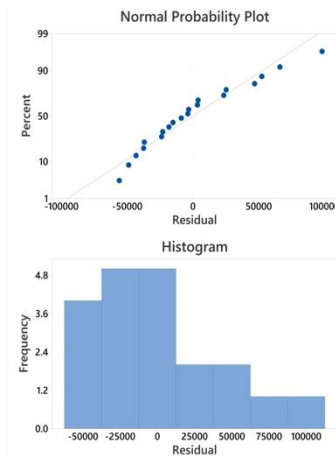 Normal Probability Plot
99
90
50
10
1
Percent
-100000 -50000 0 50000 100000
Residual
Histogram
4.8
3.6
2.4
1.2
0.0
Frequency
-50000 -25000 0 25000 50000 75000 100000
Residual